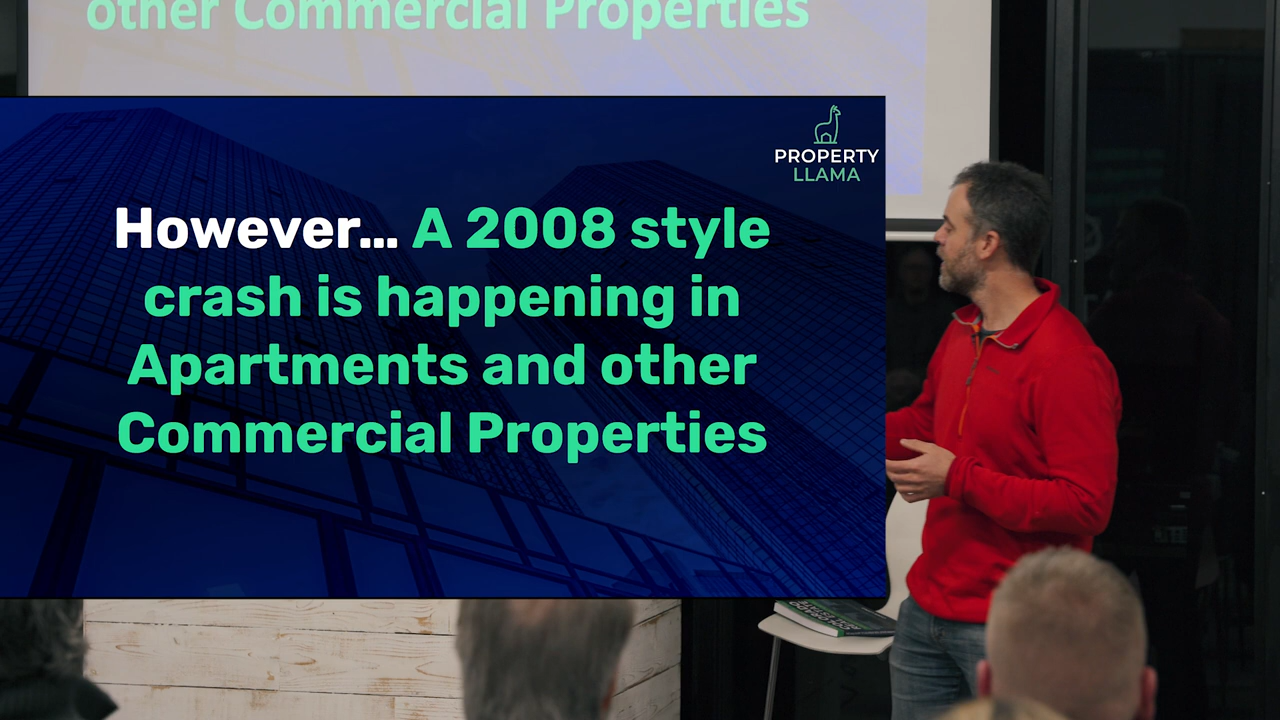 other Commercial Properties
PROPERTY
LLAMA
However... A 2008 style
crash is happening in
Apartments and other
Commercial Properties